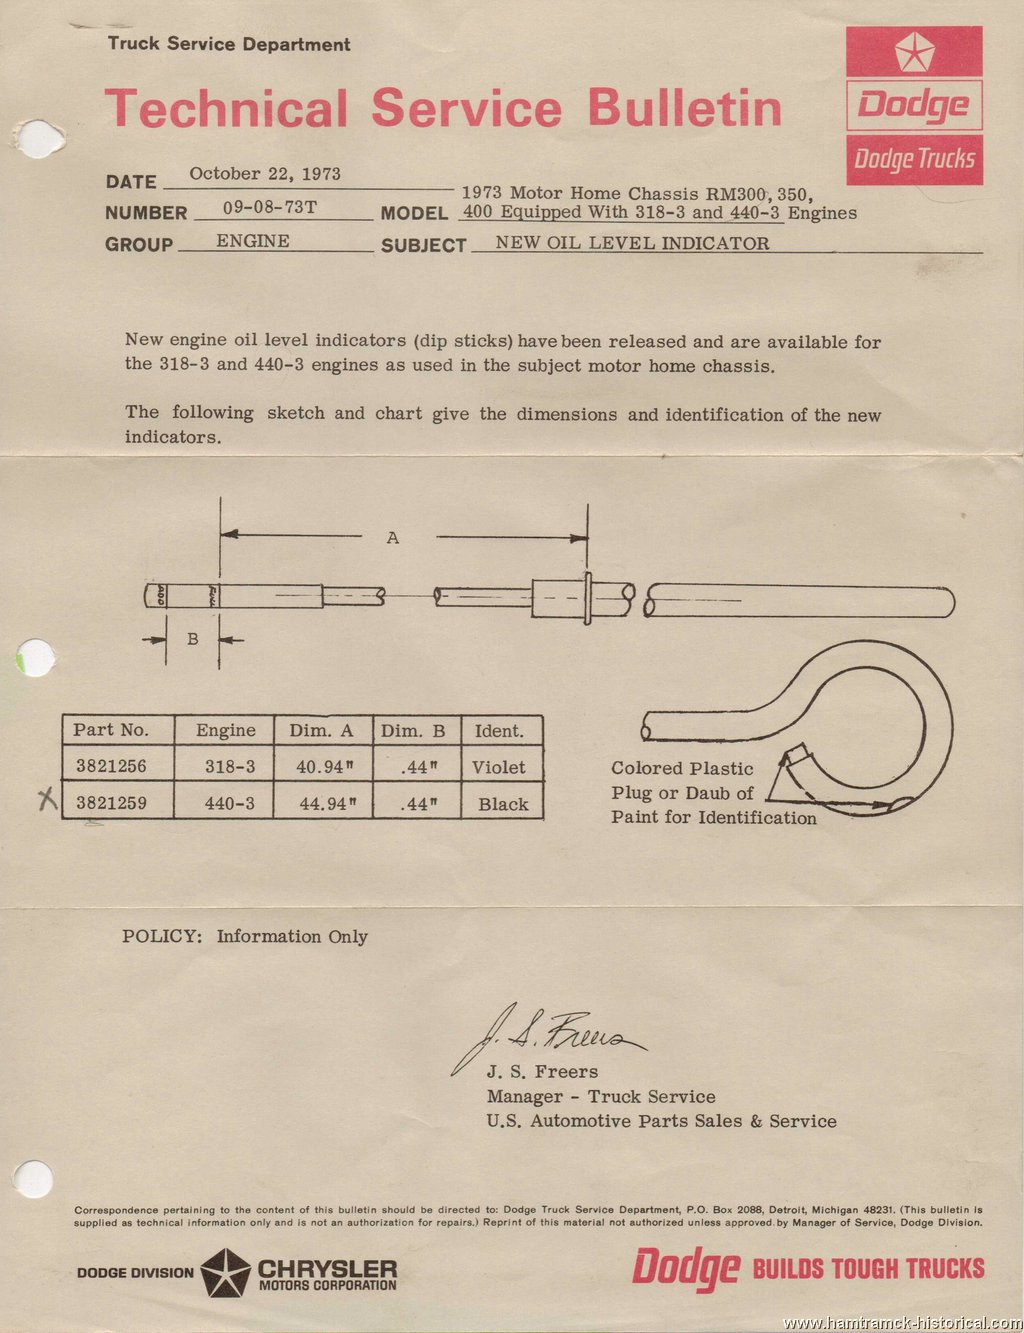 Truck Service Department
Technical Service Bulletin
Dodge
Dodge Trucks
DATE October 22, 1973
1973 Motor Home Chassis RM300, 350,
NUMBER 09-08-73T MODEL 400 Equipped With 318-3 and 440-3 Engines
GROUP ENGINE SUBJECT NEW OIL LEVEL INDICATOR
New engine oil level indicators (dip sticks) have been released and are available for
the 318-3 and 440-3 engines as used in the subject motor home chassis.
The following sketch and chart give the dimensions and identification of the new
indicators.
A
ADD FULL
B
Part No. Engine Dim. A Dim. B Ident.
3821256 318-3 40.94" .44" Violet
X 3821259 440-3 44.94" .44" Black
Colored Plastic
Plug or Daub of
Paint for Identification
POLICY: Information Only
J. S. Freers
J. S. Freers
Manager - Truck Service
U.S. Automotive Parts Sales & Service
Correspondence pertaining to the content of this bulletin should be directed to: Dodge Truck Service Department, P.O. Box 2088, Detroit, Michigan 48231. (This bulletin is
supplied as technical information only and is not an authorization for repairs.) Reprint of this material not authorized unless approved by Manager of Service, Dodge Division.
DODGE DIVISION CHRYSLER
MOTORS CORPORATION
Dodge BUILDS TOUGH TRUCKS
www.hamtramck-historical.com